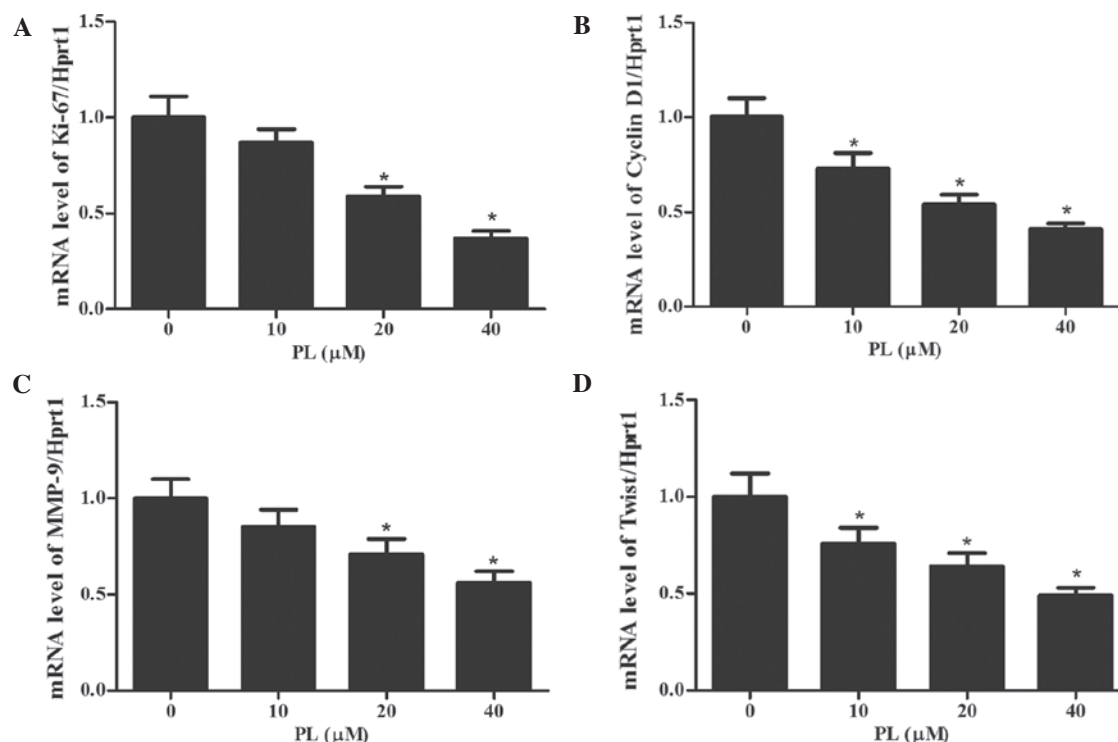 A
mRNA level of Ki-67/Hprt1
1.5
1.0
0.5
0.0
*
*
0 10 20 40
PL (μM)
B
mRNA level of Cyclin D1/Hprt1
1.5
1.0
0.5
0.0
*
*
*
0 10 20 40
PL (μM)
C
mRNA level of MMP-9/Hprt1
1.5
1.0
0.5
0.0
*
*
0 10 20 40
PL (μM)
D
mRNA level of Twist/Hprt1
1.5
1.0
0.5
0.0
*
*
*
0 10 20 40
PL (μM)